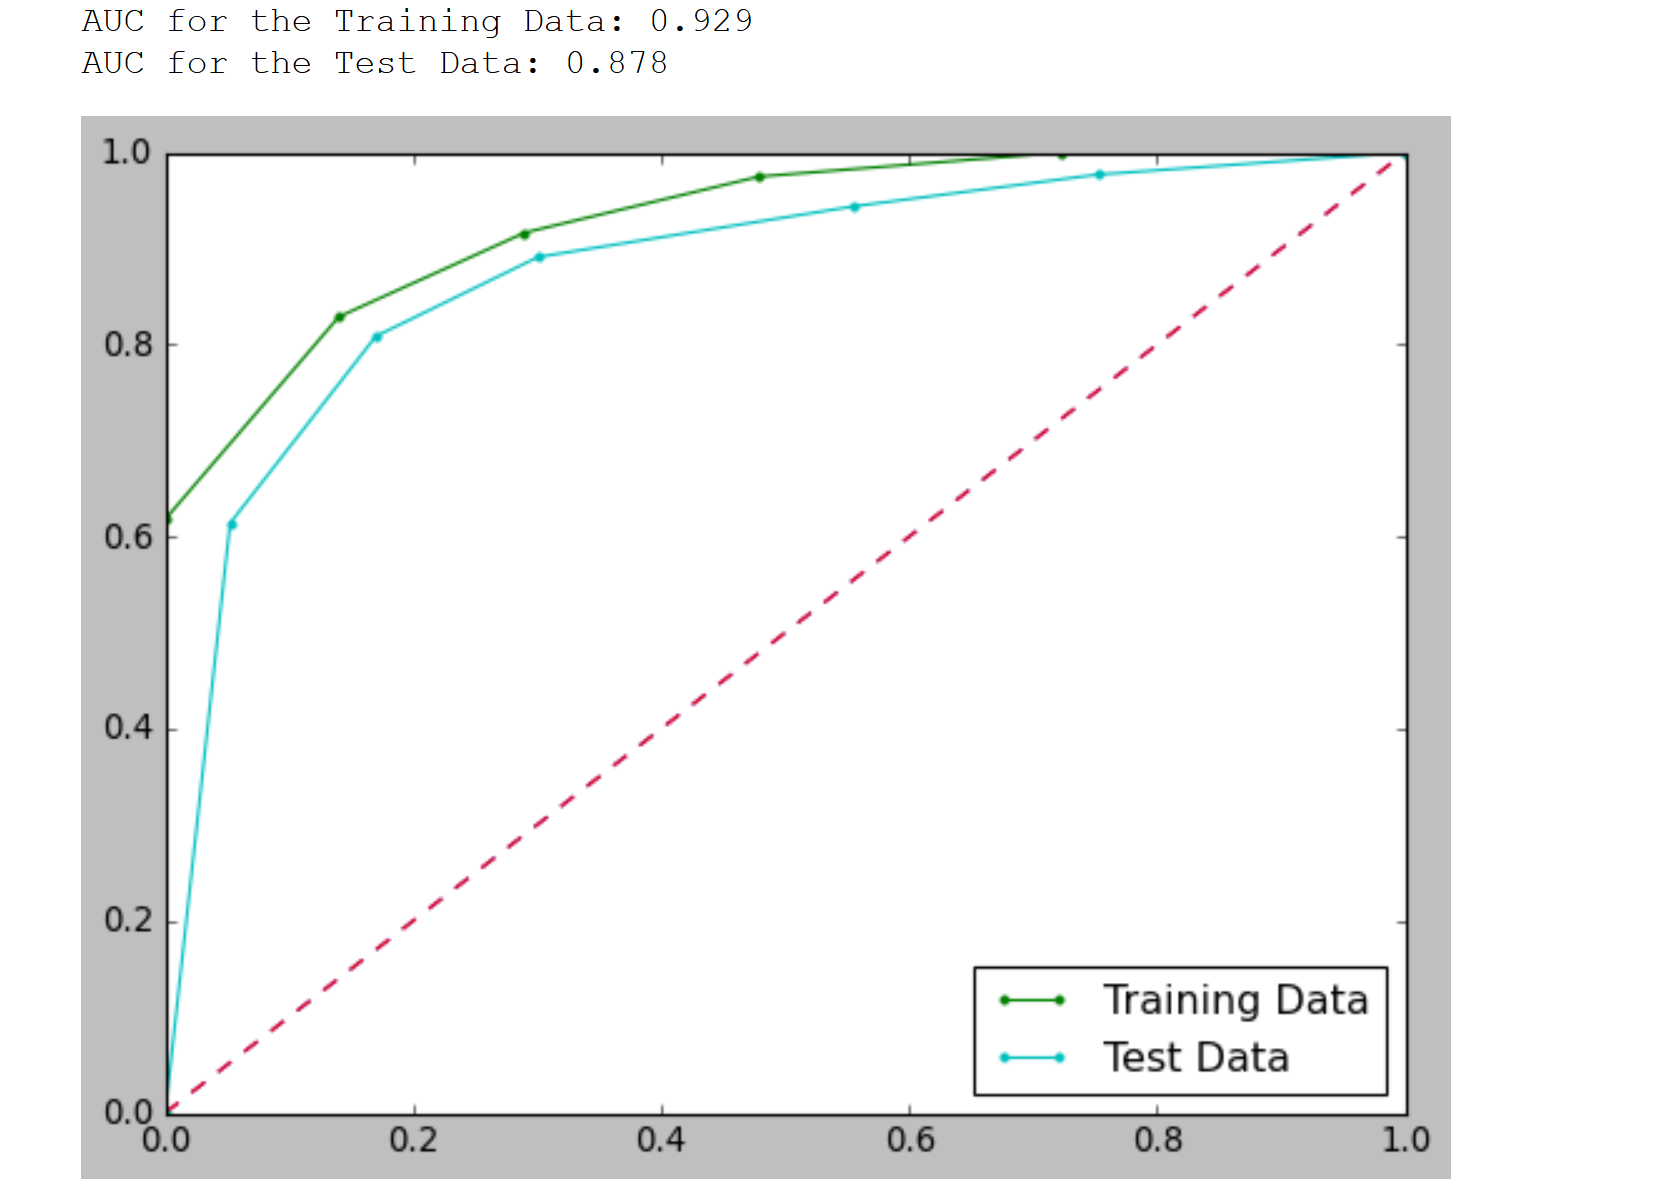 AUC for the Training Data: 0.929
AUC for the Test Data: 0.878
1.0
0.8
0.6
0.4
0.2
0.0
0.0 0.2 0.4 0.6 0.8 1.0
Training Data
Test Data